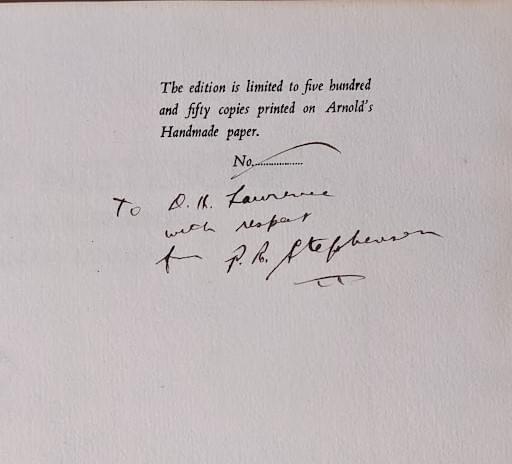 The edition is limited to five hundred
and fifty copies printed on Arnold's
Handmade paper.
No...................
To D. H. Lawrence
with respect
from P. R. Stephensen